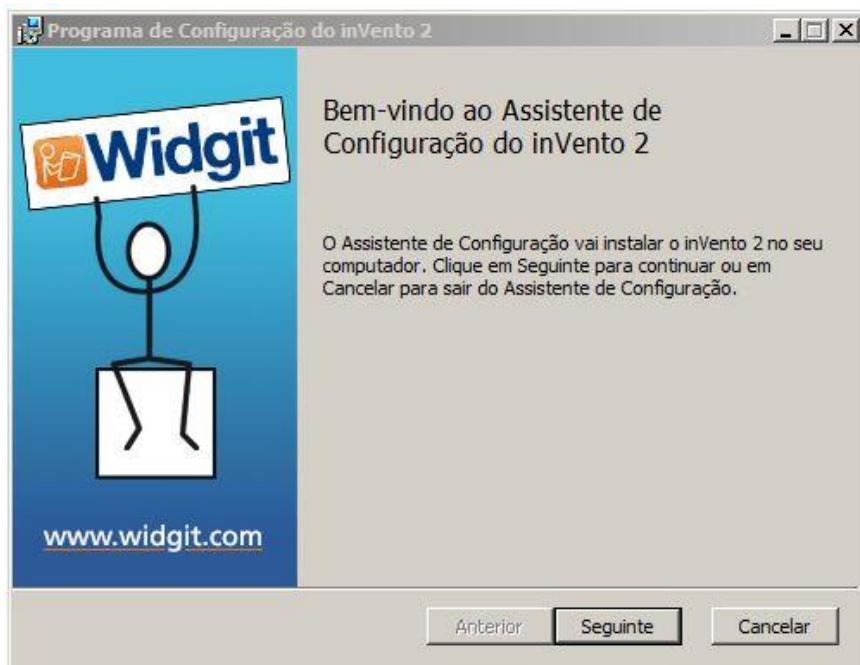 Programa de Configuração do inVento 2
Widgit
Bem-vindo ao Assistente de
Configuração do inVento 2
O Assistente de Configuração vai instalar o inVento 2 no seu
computador. Clique em Seguinte para continuar ou em
Cancelar para sair do Assistente de Configuração.
www.widgit.com
Anterior
Seguinte
Cancelar